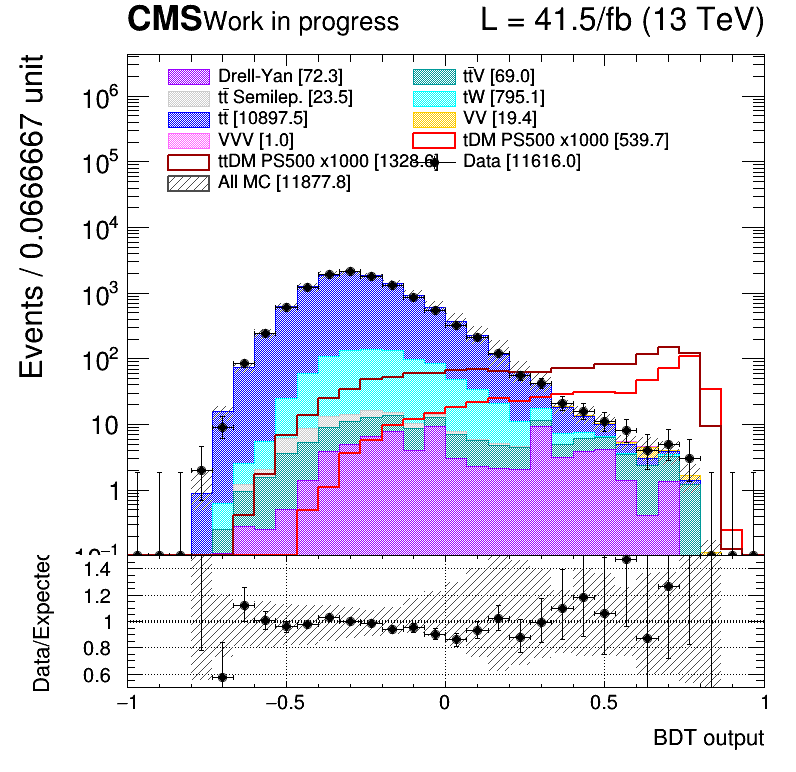 CMS Work in progress L = 41.5/fb (13 TeV)
Events / 0.0666667 unit
Drell-Yan [72.3] tt̄V [69.0]
tt̄ Semilep. [23.5] tW [795.1]
tt̄ [10897.5] VV [19.4]
VVV [1.0] tDM PS500 x1000 [539.7]
ttDM PS500 x1000 [1328.6] Data [11616.0]
All MC [11877.8]
10⁶
10⁵
10⁴
10³
10²
10
1
10⁻¹
Data/Expected
1.4
1.2
1
0.8
0.6
−1 −0.5 0 0.5 1
BDT output